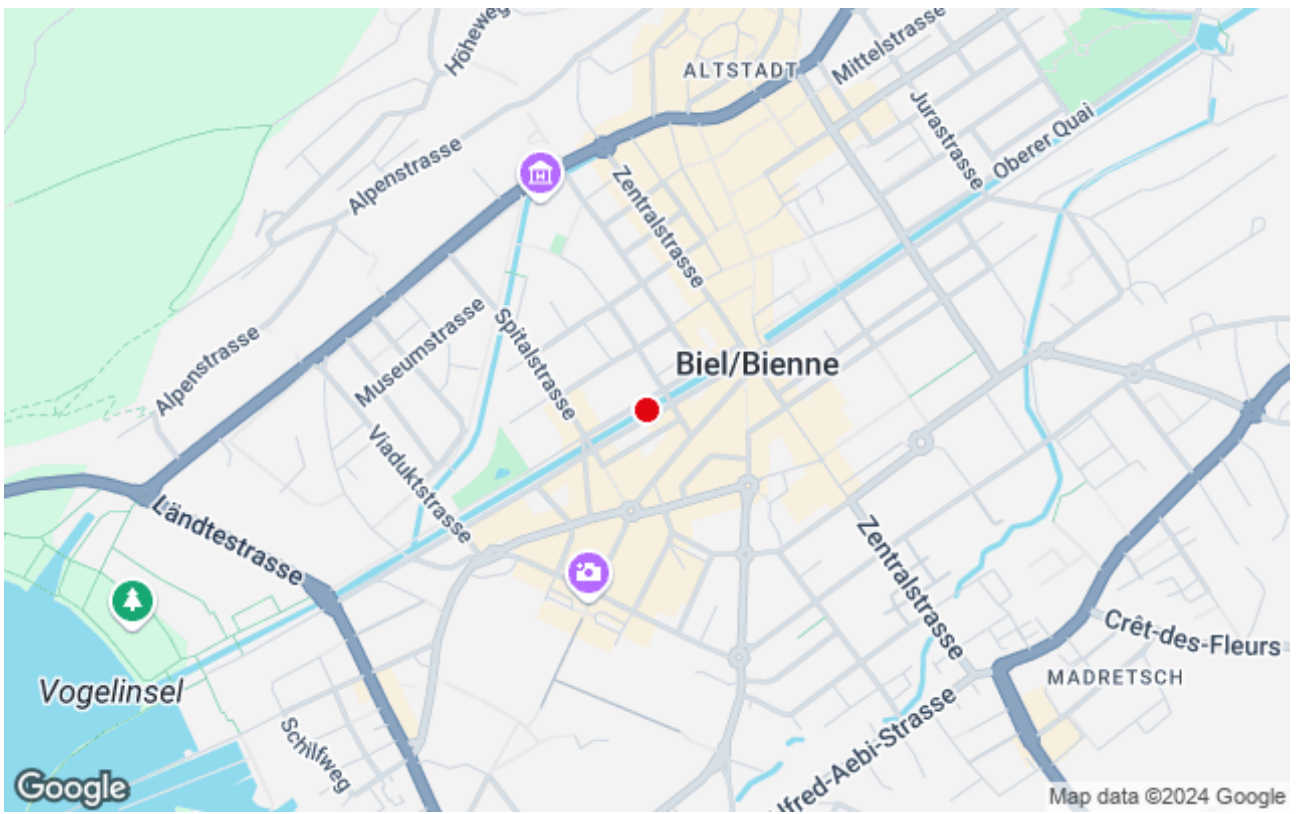 Höheweg
ALTSTADT
Mittelstrasse
Jurastrasse
Oberer Quai
Alpenstrasse
Zentralstrasse
Alpenstrasse
Museumstrasse
Spitalstrasse
Biel/Bienne
Viaduktstrasse
Ländtestrasse
Zentralstrasse
Crêt-des-Fleurs
MADRETSCH
Vogelinsel
Schilfweg
lfred-Aebi-Strasse
Google
Map data ©2024 Google